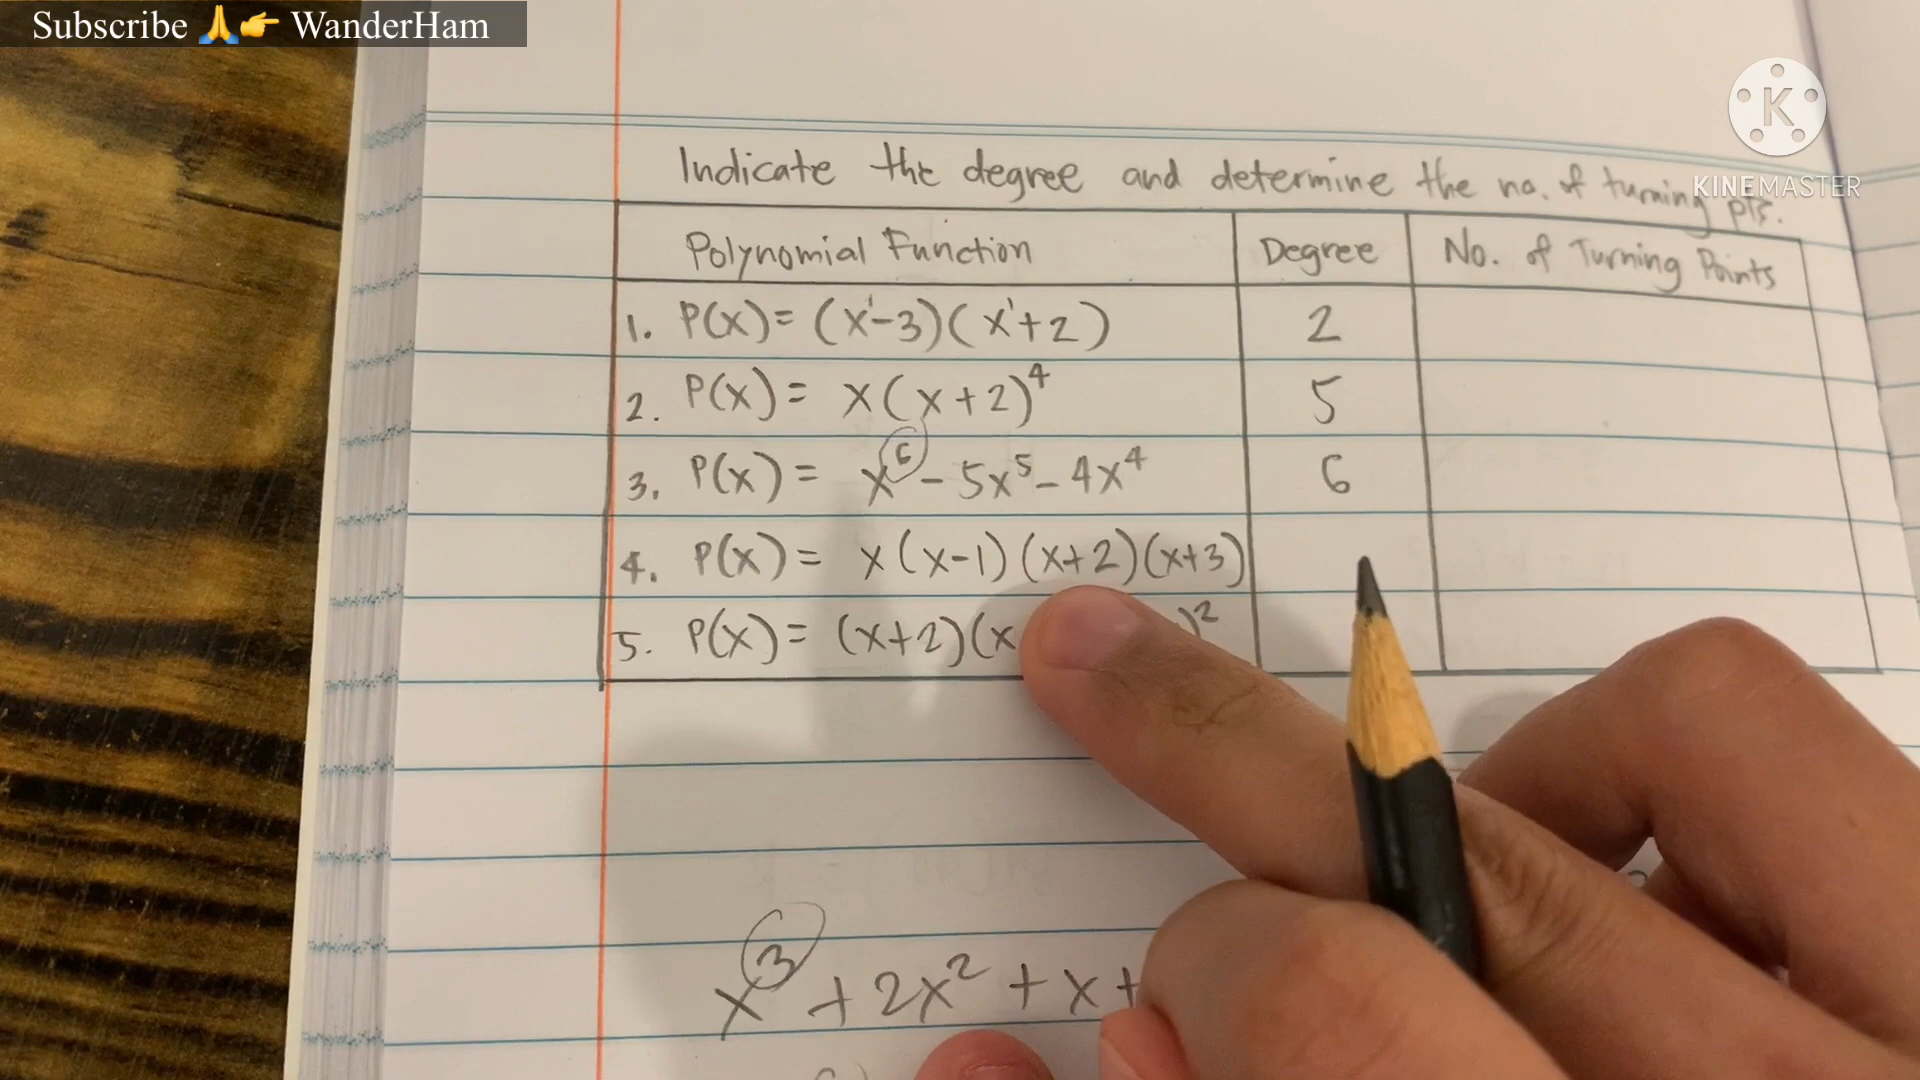 Subscribe 🙏👉 WanderHam
KINEMASTER
Indicate the degree and determine the no. of turning pts.
Polynomial Function Degree No. of Turning Points
1. P(x) = (x¹-3)(x¹+2) 2
2. P(x) = x(x+2)⁴ 5
3. P(x) = x⁶ - 5x⁵ - 4x⁴ 6
4. P(x) = x(x-1)(x+2)(x+3)
5. P(x) = (x+2)(x )²
x³ + 2x² + x +